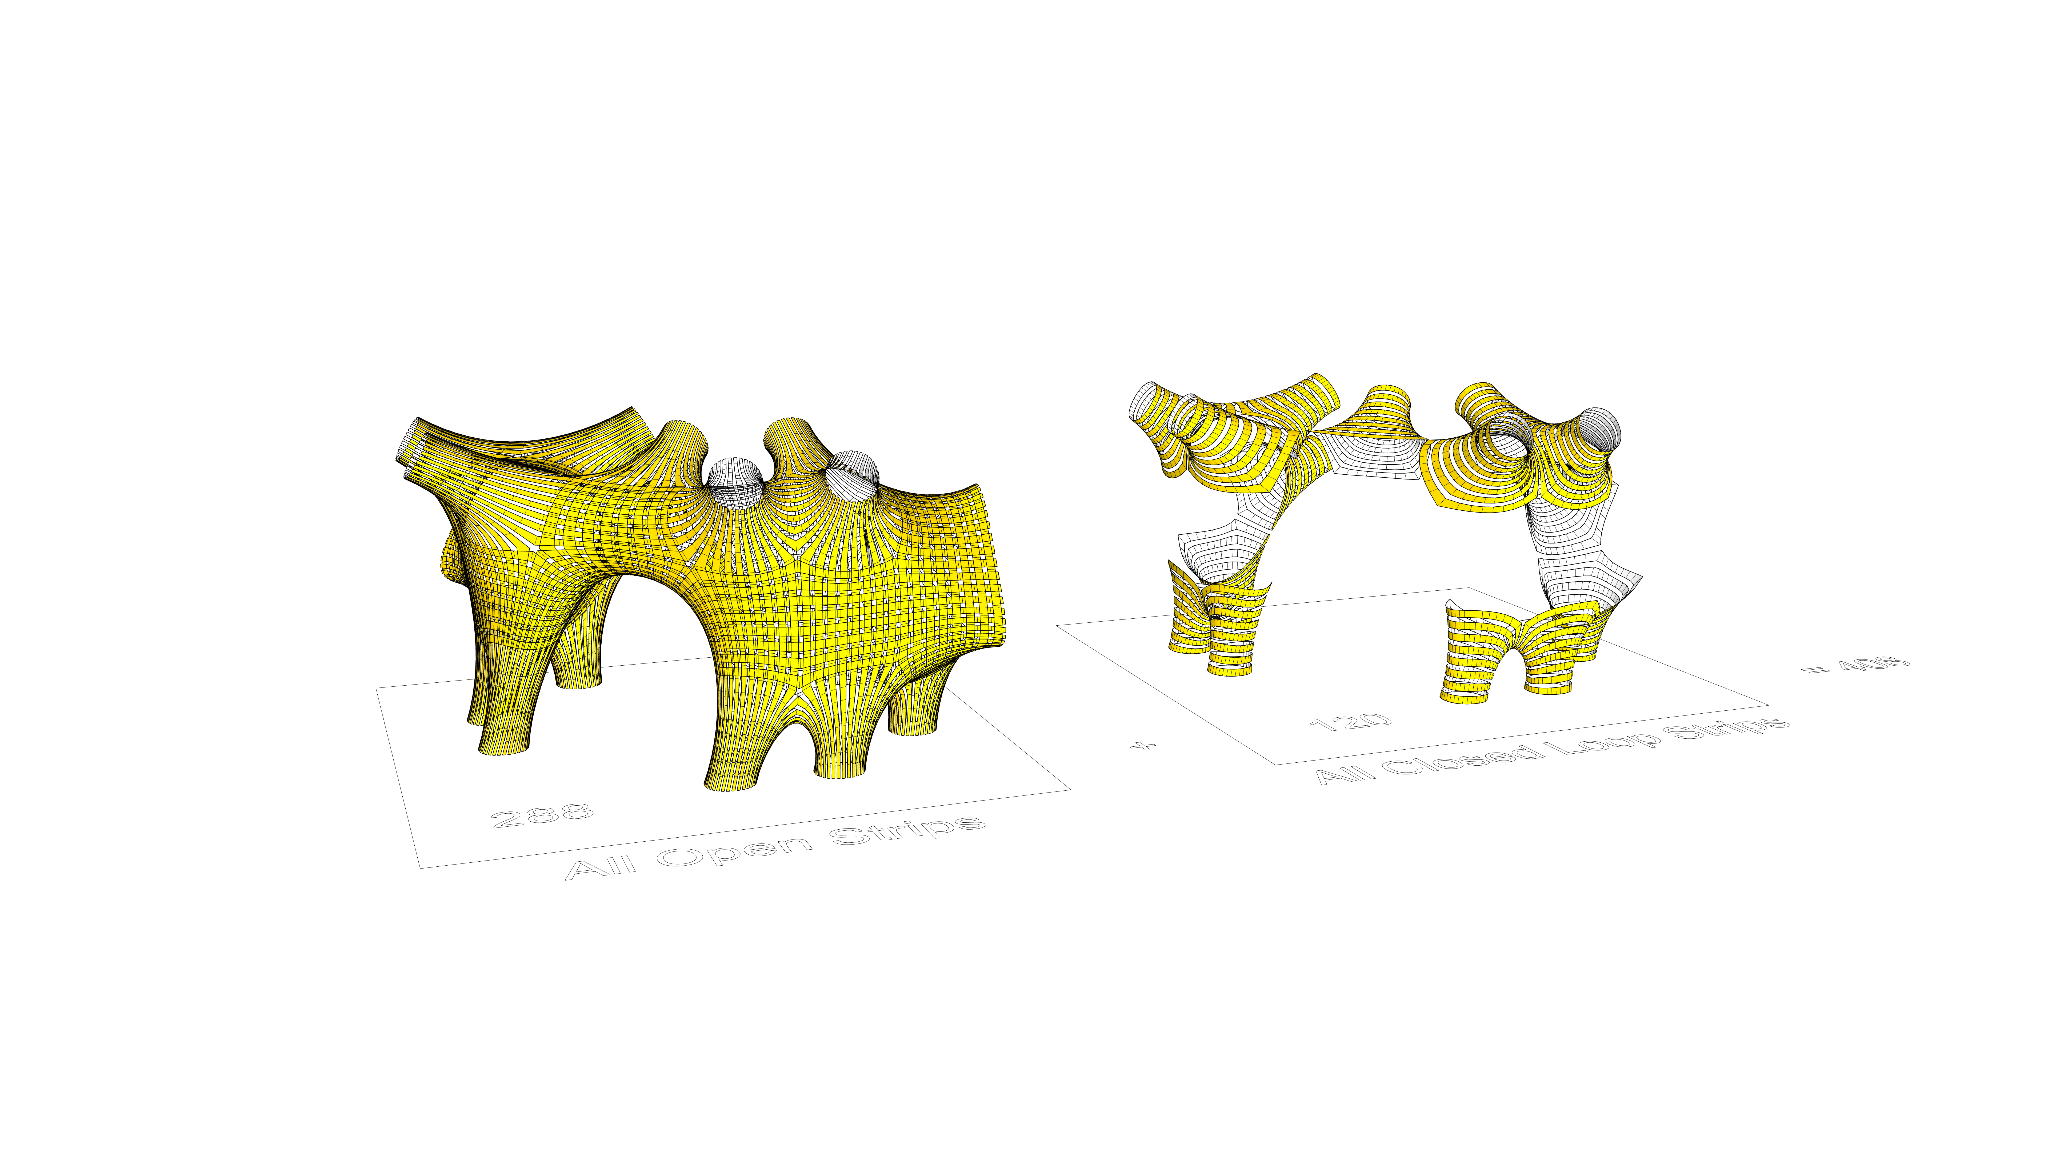 288
All Open Strips
120
All Closed Loop Strips